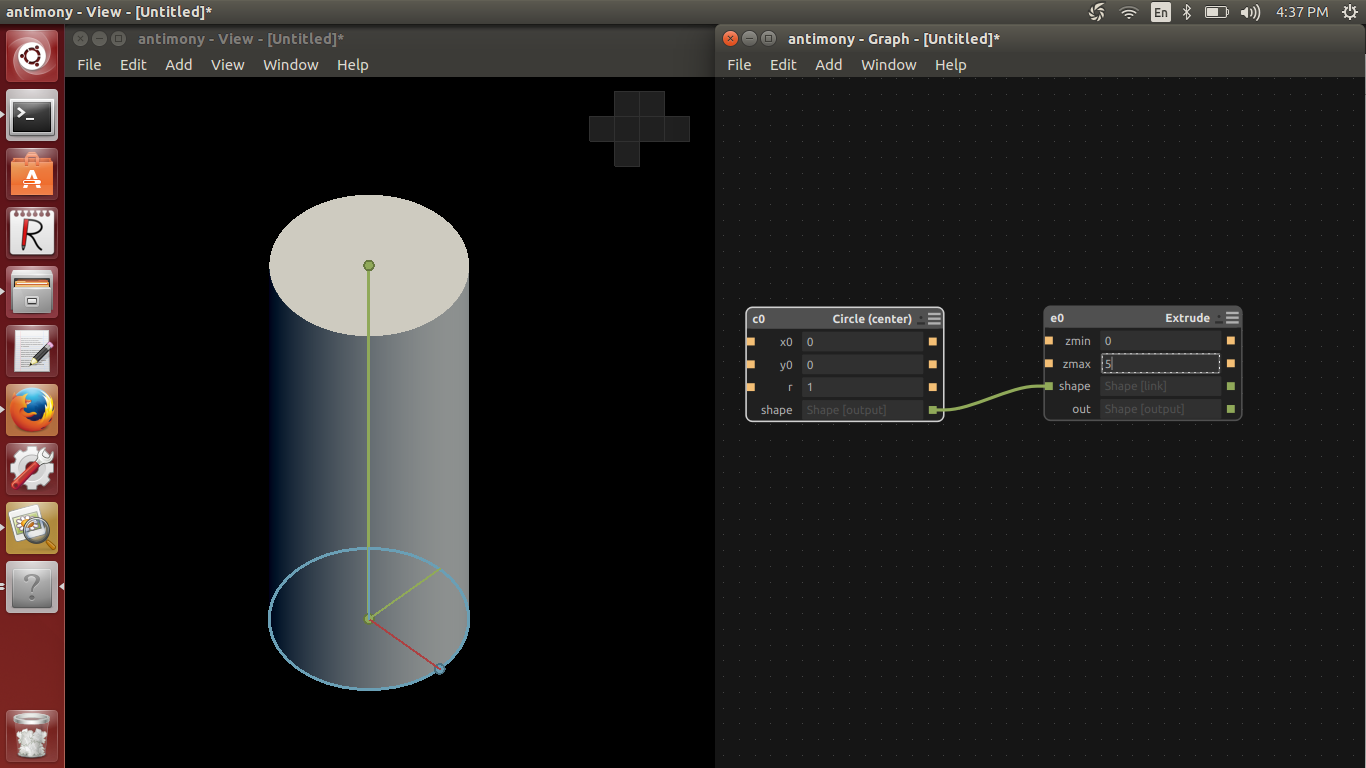 antimony - View - [Untitled]*
En
4:37 PM
antimony - View - [Untitled]*
File Edit Add View Window Help
antimony - Graph - [Untitled]*
File Edit Add Window Help
c0 Circle (center)
x0 0
y0 0
r 1
shape Shape [output]
e0 Extrude
zmin 0
zmax 5
shape Shape [link]
out Shape [output]
>_
A
R
?